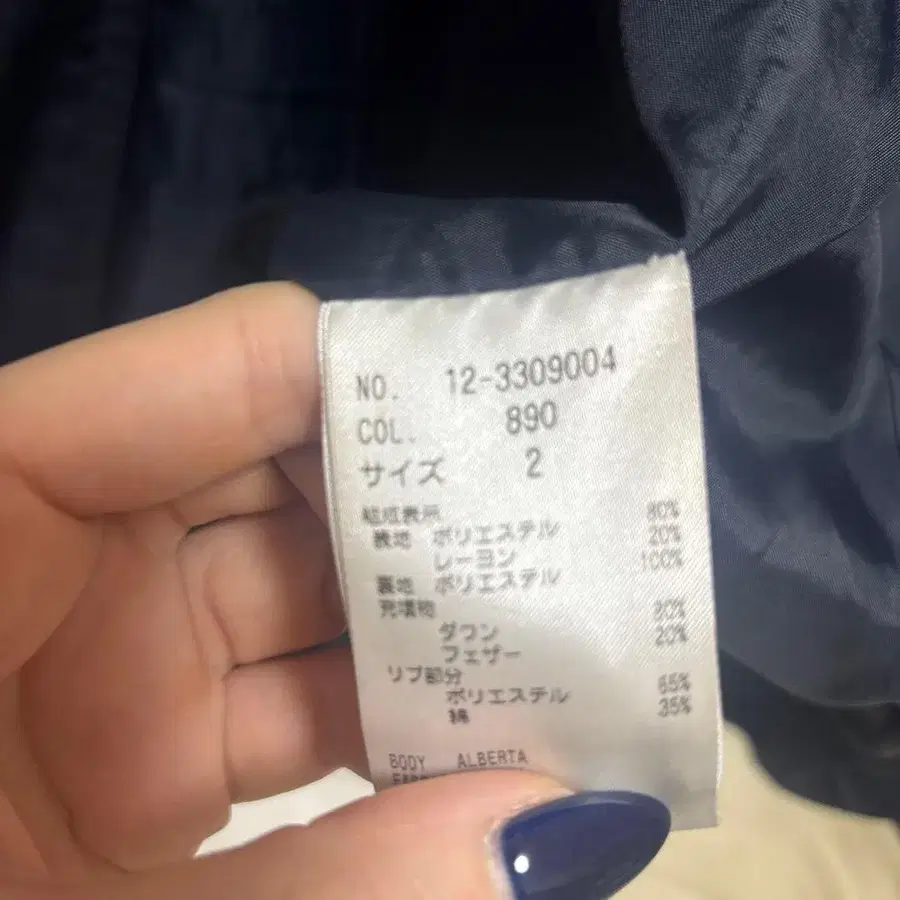 NO. 12-3309004
COL. 890
サイズ 2
組成表示
表地 ポリエステル 80%
レーヨン 20%
裏地 ポリエステル 100%
充填物
ダウン 80%
フェザー 20%
リブ部分
ポリエステル 65%
綿 35%
BODY ALBERTA